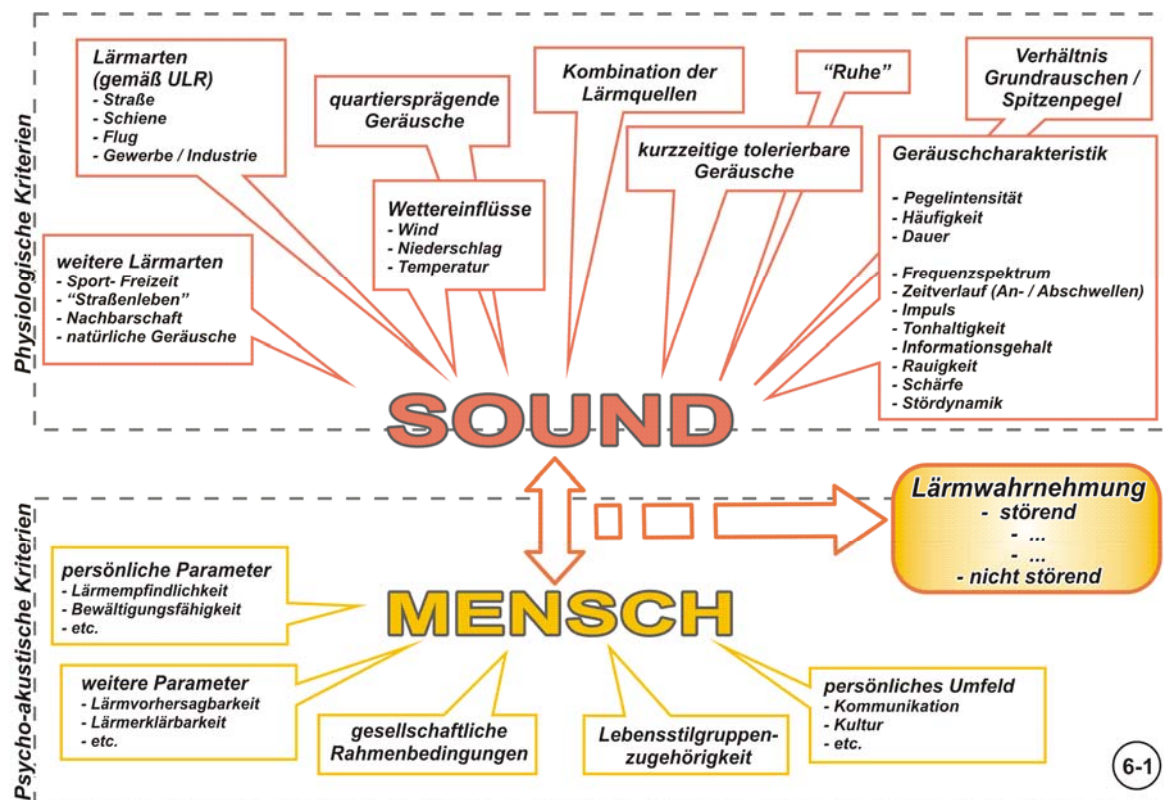 Physiologische Kriterien
Lärmarten
(gemäß ULR)
- Straße
- Schiene
- Flug
- Gewerbe / Industrie
quartiersprägende
Geräusche
Kombination der
Lärmquellen
“Ruhe”
Verhältnis
Grundrauschen /
Spitzenpegel
kurzzeitige tolerierbare
Geräusche
Geräuschcharakteristik
- Pegelintensität
- Häufigkeit
- Dauer
- Frequenzspektrum
- Zeitverlauf (An- / Abschwellen)
- Impuls
- Tonhaltigkeit
- Informationsgehalt
- Rauigkeit
- Schärfe
- Stördynamik
Wettereinflüsse
- Wind
- Niederschlag
- Temperatur
weitere Lärmarten
- Sport- Freizeit
- “Straßenleben”
- Nachbarschaft
- natürliche Geräusche
SOUND
Lärmwahrnehmung
- störend
- ...
- ...
- nicht störend
Psycho-akustische Kriterien
persönliche Parameter
- Lärmempfindlichkeit
- Bewältigungsfähigkeit
- etc.
MENSCH
weitere Parameter
- Lärmvorhersagbarkeit
- Lärmerklärbarkeit
- etc.
gesellschaftliche
Rahmenbedingungen
Lebensstilgruppen-
zugehörigkeit
persönliches Umfeld
- Kommunikation
- Kultur
- etc.
6-1